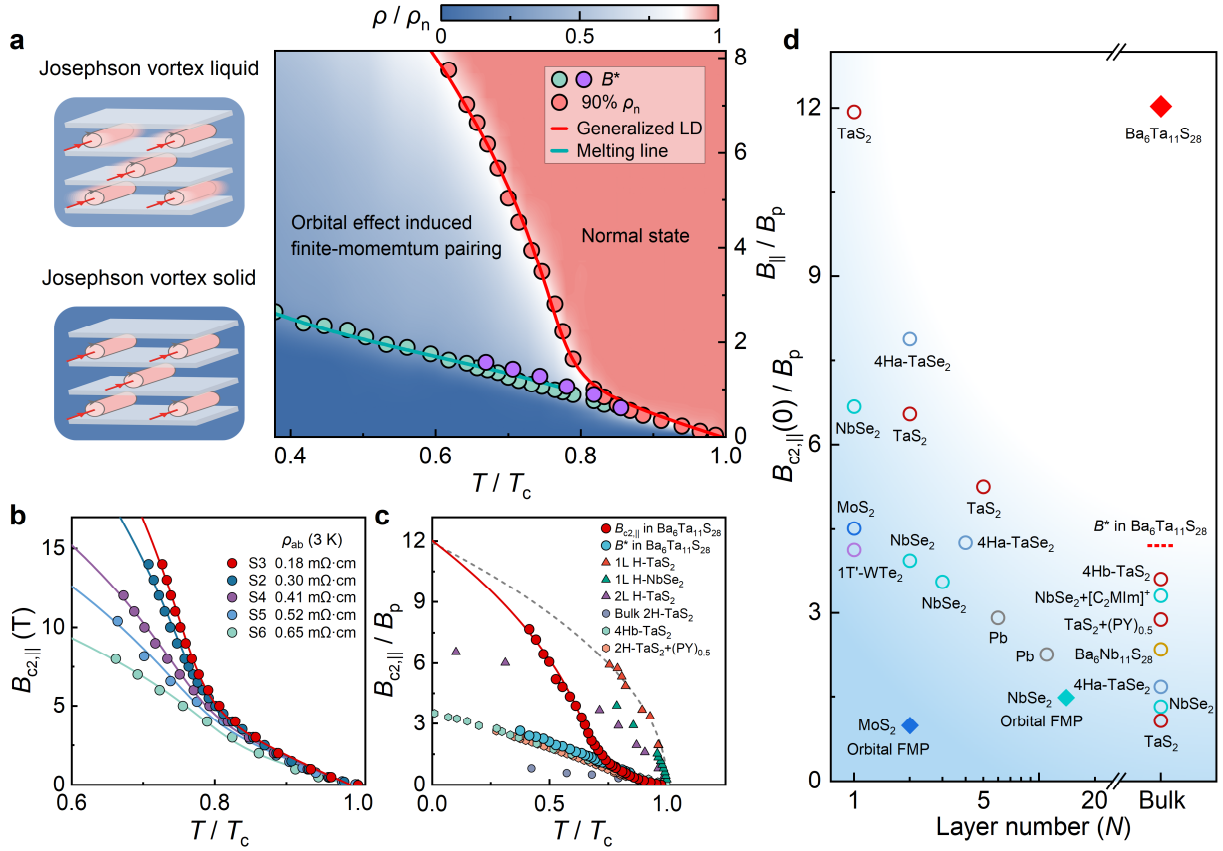 ρ / ρn
0 0.5 1
a
Josephson vortex liquid
Josephson vortex solid
B*
90% ρn
Generalized LD
Melting line
Orbital effect induced
finite-momemtum pairing
Normal state
8
6
4
2
0
B|| / Bp
0.4 0.6 0.8 1.0
T / Tc
b
ρab (3 K)
S3 0.18 mΩ·cm
S2 0.30 mΩ·cm
S4 0.41 mΩ·cm
S5 0.52 mΩ·cm
S6 0.65 mΩ·cm
15
10
5
0
Bc2,|| (T)
0.6 0.8 1.0
T / Tc
c
Bc2,|| in Ba6Ta11S28
B* in Ba6Ta11S28
1L H-TaS2
1L H-NbSe2
2L H-TaS2
Bulk 2H-TaS2
4Hb-TaS2
2H-TaS2+(PY)0.5
12
9
6
3
0
Bc2,|| / Bp
0.0 0.5 1.0
T / Tc
d
12
9
6
3
0
Bc2,||(0) / Bp
TaS2
Ba6Ta11S28
4Ha-TaSe2
NbSe2
TaS2
TaS2
MoS2
1T'-WTe2
NbSe2
4Ha-TaSe2
NbSe2
Pb
Pb
B* in Ba6Ta11S28
4Hb-TaS2
NbSe2+[C2MIm]+
TaS2+(PY)0.5
Ba6Nb11S28
4Ha-TaSe2
NbSe2
TaS2
NbSe2
Orbital FMP
MoS2
Orbital FMP
1 5 20 Bulk
Layer number (N)